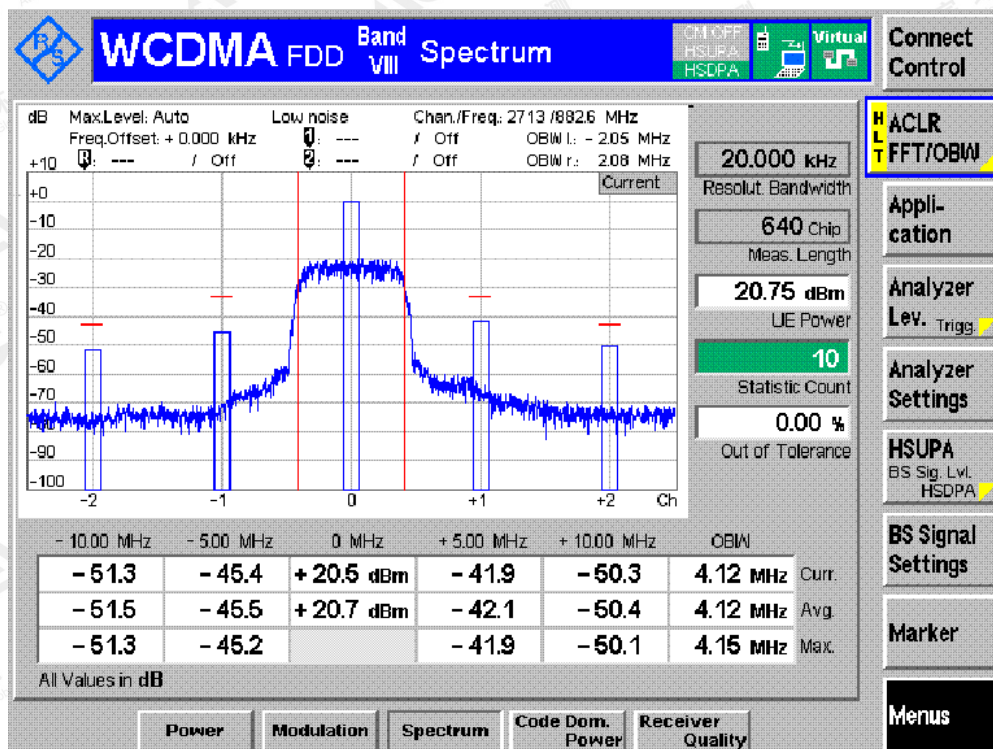 R S
WCDMA FDD Band VIII Spectrum
HSUPA
HSDPA
Virtual
Connect Control
dB Max.Level: Auto Low noise Chan./Freq.: 2713 /882.6 MHz
Freq.Offset: + 0.000 kHz 1: --- / Off OBW l.: - 2.05 MHz
+10 R: --- / Off 2: --- / Off OBW r.: 2.08 MHz
Current
+0
-10
-20
-30
-40
-50
-60
-70
-80
-90
-100
-2 -1 0 +1 +2 Ch
20.000 kHz
Resolut. Bandwidth
640 Chip
Meas. Length
20.75 dBm
UE Power
10
Statistic Count
0.00 %
Out of Tolerance
- 10.00 MHz - 5.00 MHz 0 MHz + 5.00 MHz + 10.00 MHz OBW
- 51.3 - 45.4 + 20.5 dBm - 41.9 - 50.3 4.12 MHz Curr.
- 51.5 - 45.5 + 20.7 dBm - 42.1 - 50.4 4.12 MHz Avg.
- 51.3 - 45.2 - 41.9 - 50.1 4.15 MHz Max.
All Values in dB
HLT
ACLR
FFT/OBW
Appli-
cation
Analyzer
Lev. Trigg.
Analyzer
Settings
HSUPA
BS Sig. Lvl.
HSDPA
BS Signal
Settings
Marker
Menus
Power
Modulation
Spectrum
Code Dom.
Power
Receiver
Quality